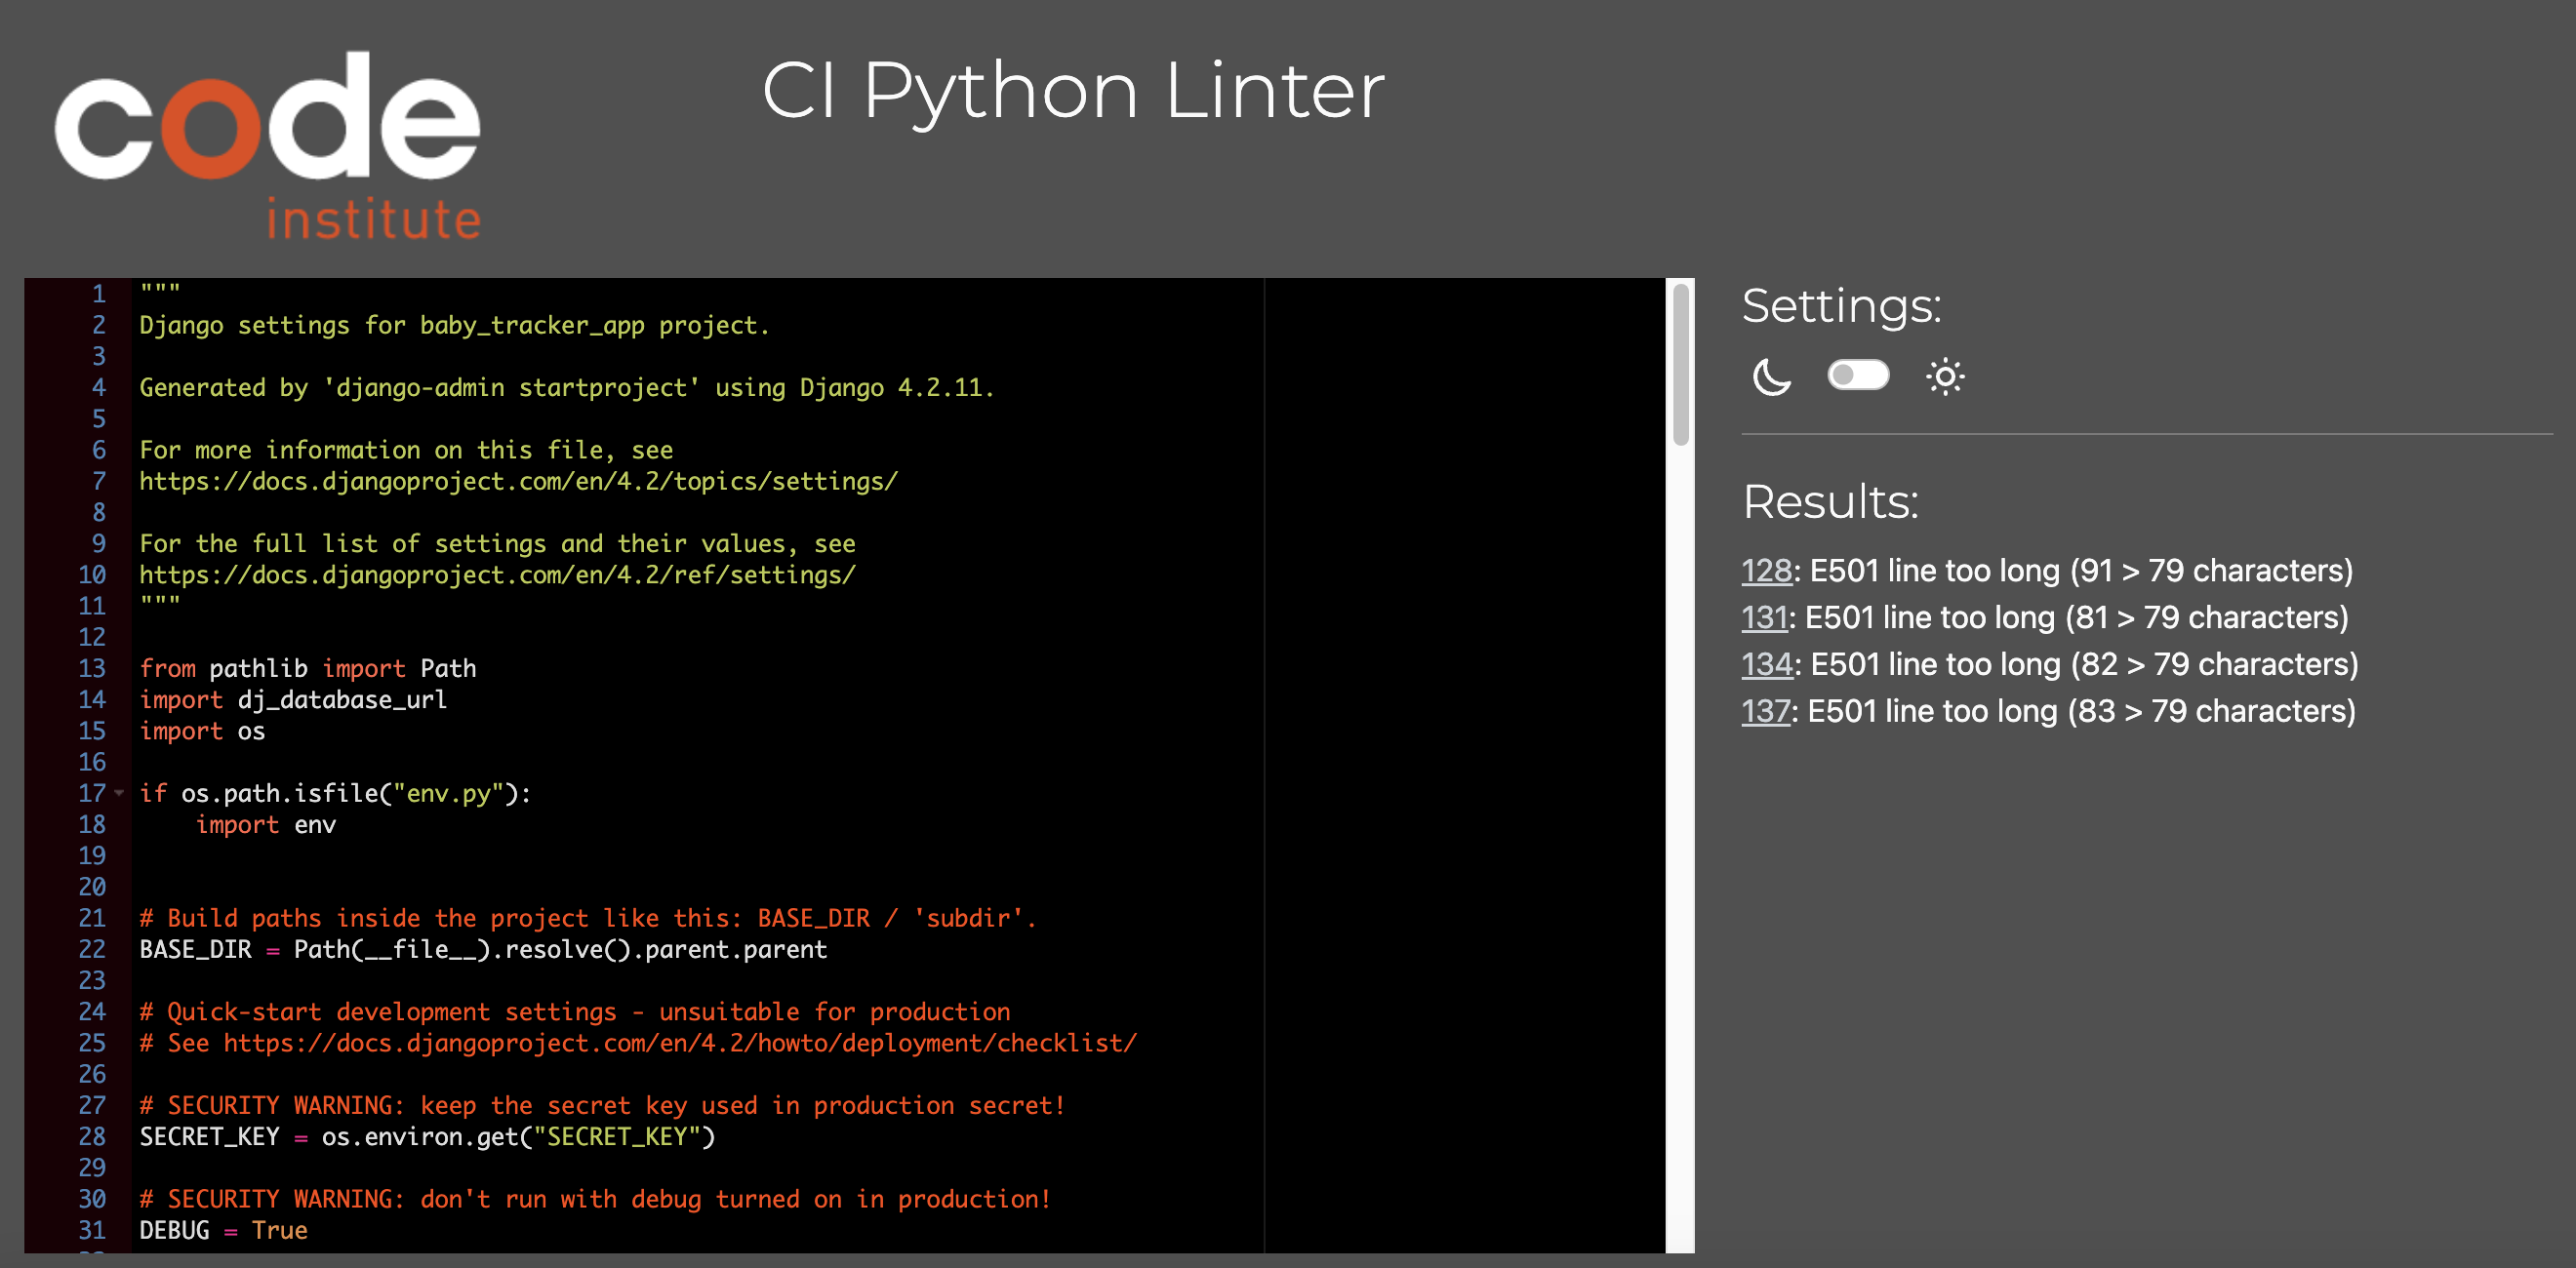 code
institute
CI Python Linter
1 """
2 Django settings for baby_tracker_app project.
3
4 Generated by 'django-admin startproject' using Django 4.2.11.
5
6 For more information on this file, see
7 https://docs.djangoproject.com/en/4.2/topics/settings/
8
9 For the full list of settings and their values, see
10 https://docs.djangoproject.com/en/4.2/ref/settings/
11 """
12
13 from pathlib import Path
14 import dj_database_url
15 import os
16
17 if os.path.isfile("env.py"):
18     import env
19
20
21 # Build paths inside the project like this: BASE_DIR / 'subdir'.
22 BASE_DIR = Path(__file__).resolve().parent.parent
23
24 # Quick-start development settings - unsuitable for production
25 # See https://docs.djangoproject.com/en/4.2/howto/deployment/checklist/
26
27 # SECURITY WARNING: keep the secret key used in production secret!
28 SECRET_KEY = os.environ.get("SECRET_KEY")
29
30 # SECURITY WARNING: don't run with debug turned on in production!
31 DEBUG = True
Settings:
Results:
128: E501 line too long (91 > 79 characters)
131: E501 line too long (81 > 79 characters)
134: E501 line too long (82 > 79 characters)
137: E501 line too long (83 > 79 characters)